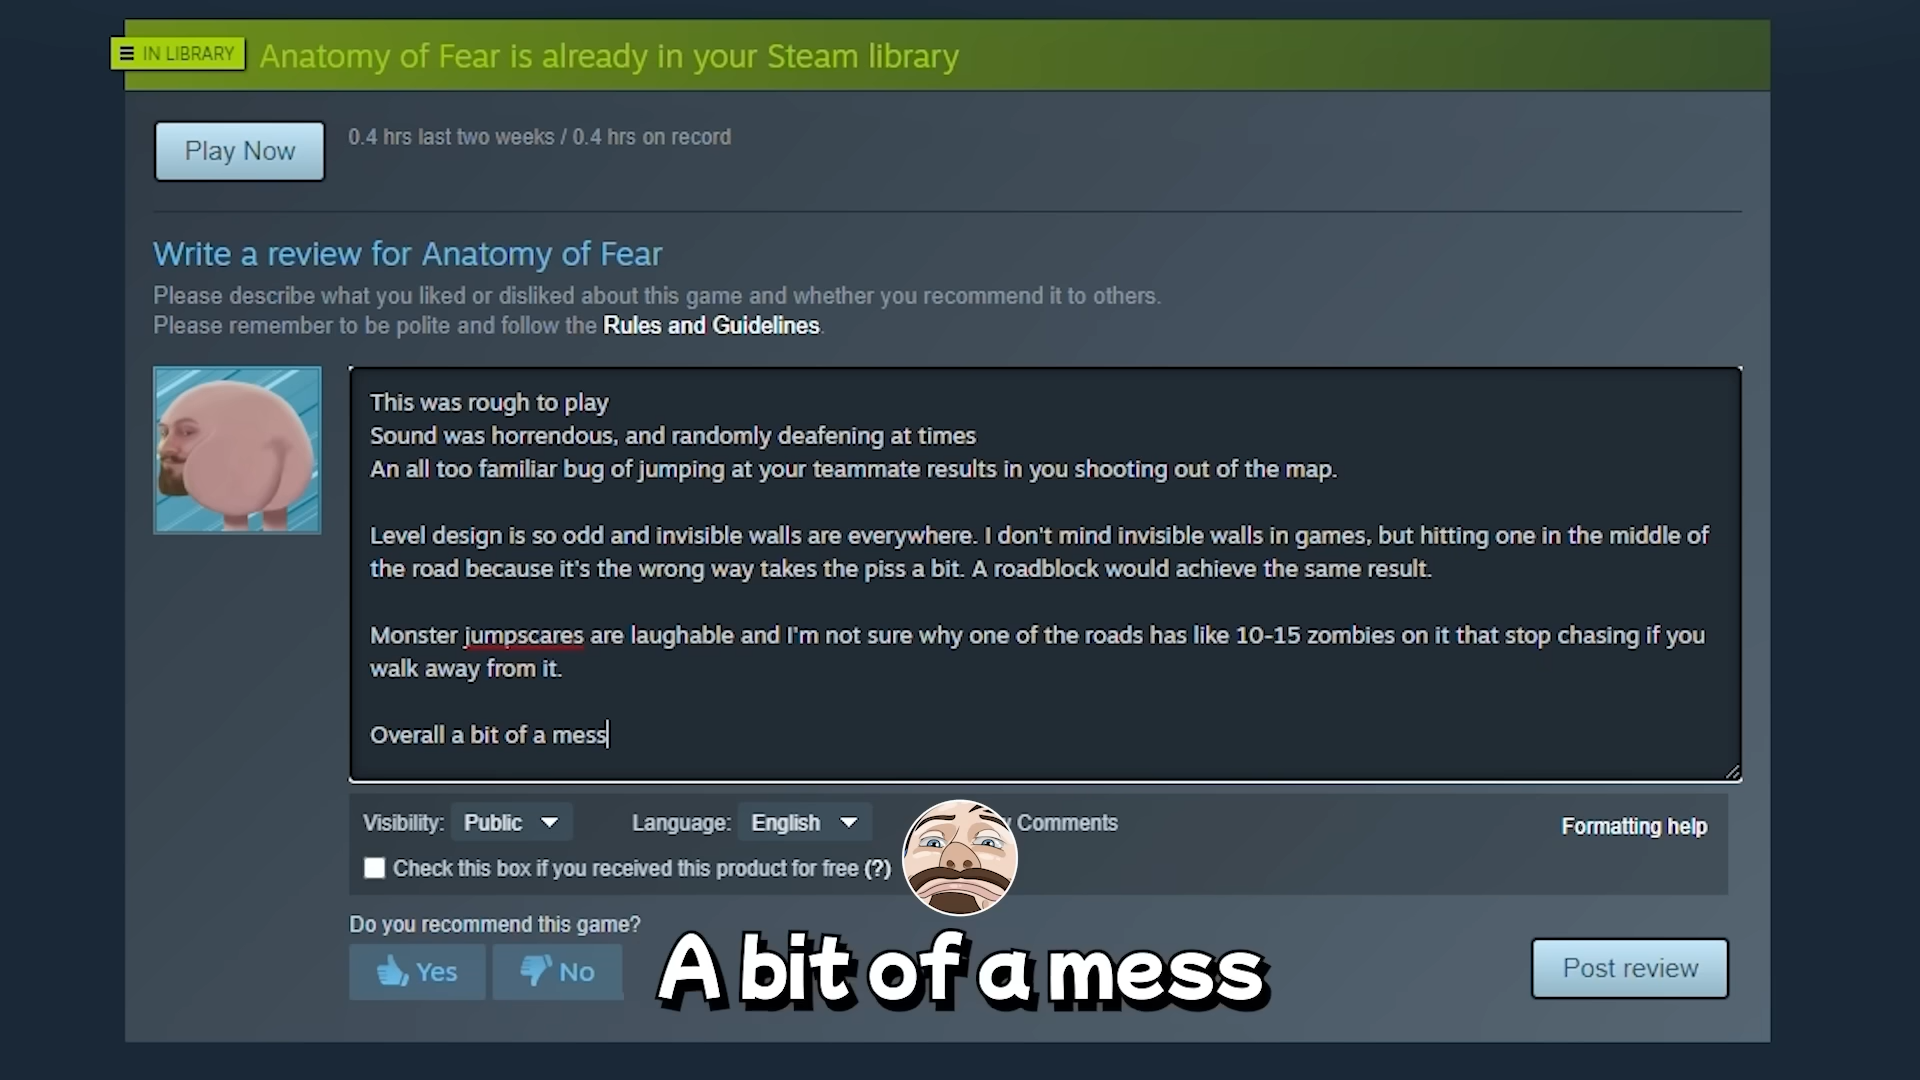 IN LIBRARY
Anatomy of Fear is already in your Steam library
Play Now
0.4 hrs last two weeks / 0.4 hrs on record
Write a review for Anatomy of Fear
Please describe what you liked or disliked about this game and whether you recommend it to others.
Please remember to be polite and follow the Rules and Guidelines.
This was rough to play
Sound was horrendous, and randomly deafening at times
An all too familiar bug of jumping at your teammate results in you shooting out of the map.
Level design is so odd and invisible walls are everywhere. I don't mind invisible walls in games, but hitting one in the middle of
the road because it's the wrong way takes the piss a bit. A roadblock would achieve the same result.
Monster jumpscares are laughable and I'm not sure why one of the roads has like 10-15 zombies on it that stop chasing if you
walk away from it.
Overall a bit of a mess
Visibility: Public Language: English Comments
Formatting help
Check this box if you received this product for free (?)
Do you recommend this game?
Yes
No
A bit of a mess
Post review